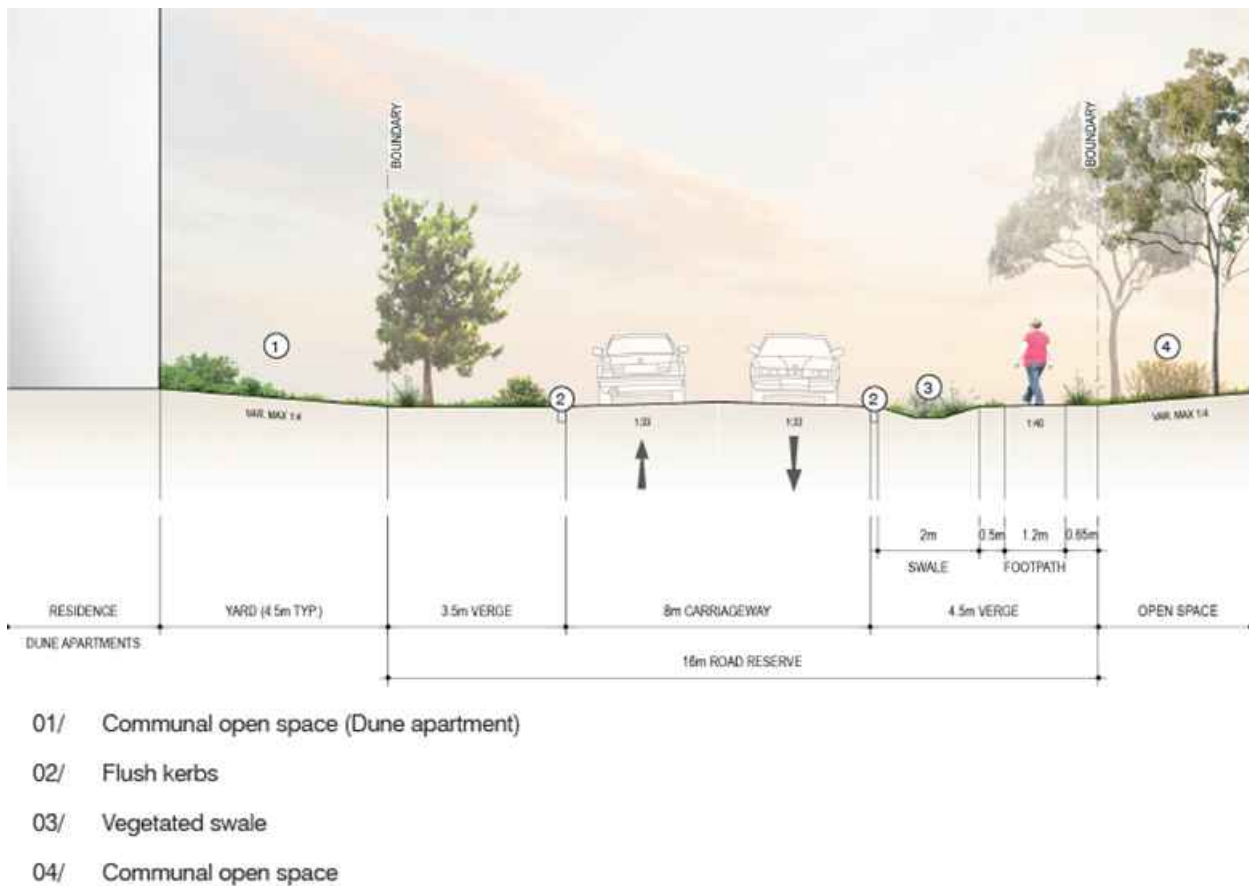 BOUNDARY
BOUNDARY
1
4
3
2
2
VAR. MAX 1:4
1:33
1:33
1:40
VAR. MAX 1:4
2m
0.5m
1.2m
0.65m
SWALE
FOOTPATH
RESIDENCE
YARD (4.5m TYP.)
3.5m VERGE
8m CARRIAGEWAY
4.5m VERGE
OPEN SPACE
DUNE APARTMENTS
16m ROAD RESERVE
01/ Communal open space (Dune apartment)
02/ Flush kerbs
03/ Vegetated swale
04/ Communal open space